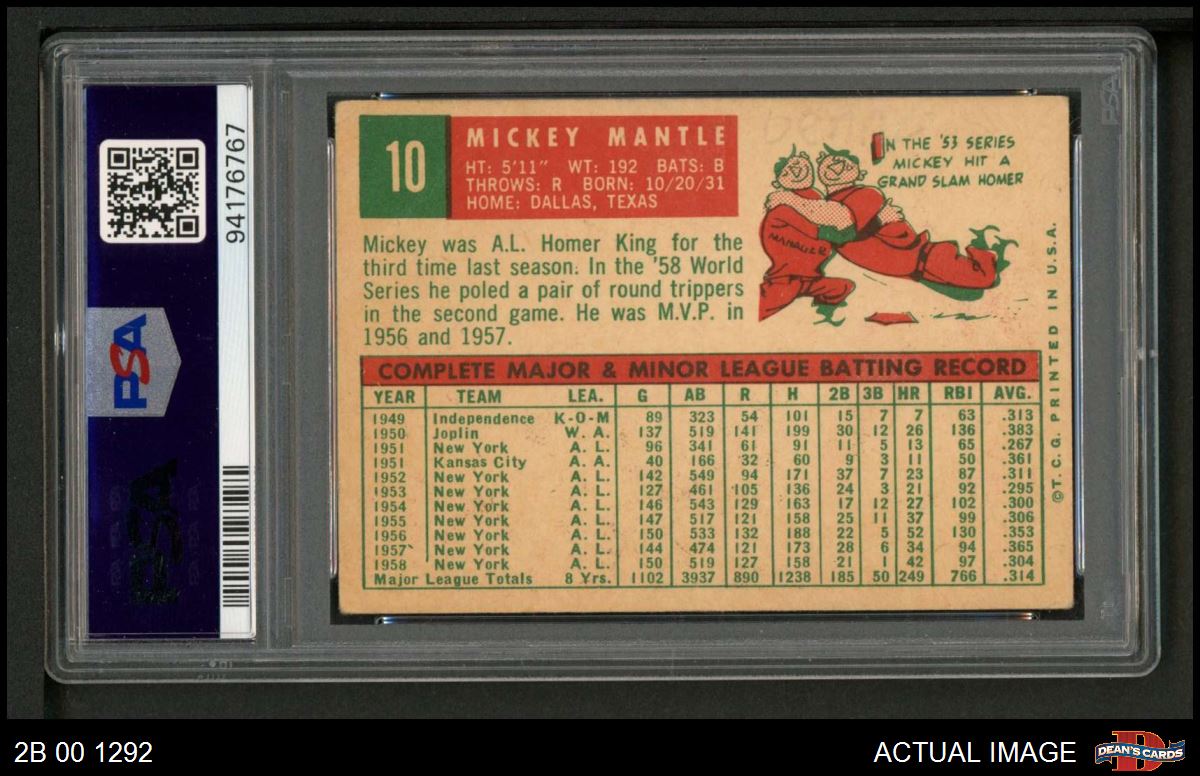 94176767
PSA
PSA
PSA
10
MICKEY MANTLE
HT: 5'11" WT: 192 BATS: B
THROWS: R BORN: 10/20/31
HOME: DALLAS, TEXAS
IN THE '53 SERIES
MICKEY HIT A
GRAND SLAM HOMER
MANAGER
Mickey was A.L. Homer King for the
third time last season. In the '58 World
Series he poled a pair of round trippers
in the second game. He was M.V.P. in
1956 and 1957.
COMPLETE MAJOR & MINOR LEAGUE BATTING RECORD
YEAR TEAM LEA. G AB R H 2B 3B HR RBI AVG.
1949 Independence K-O-M 89 323 54 101 15 7 7 63 .313
1950 Joplin W. A. 137 519 141 199 30 12 26 136 .383
1951 New York A. L. 96 341 61 91 11 5 13 65 .267
1951 Kansas City A. A. 40 166 32 60 9 3 11 50 .361
1952 New York A. L. 142 549 94 171 37 7 23 87 .311
1953 New York A. L. 127 461 105 136 24 3 21 92 .295
1954 New York A. L. 146 543 129 163 17 12 27 102 .300
1955 New York A. L. 147 517 121 158 25 11 37 99 .306
1956 New York A. L. 150 533 132 188 22 5 52 130 .353
1957 New York A. L. 144 474 121 173 28 6 34 94 .365
1958 New York A. L. 150 519 127 158 21 1 42 97 .304
Major League Totals 8 Yrs. 1102 3937 890 1238 185 50 249 766 .314
©T.C.G. PRINTED IN U.S.A.
2B 00 1292
ACTUAL IMAGE
DEAN'S CARDS